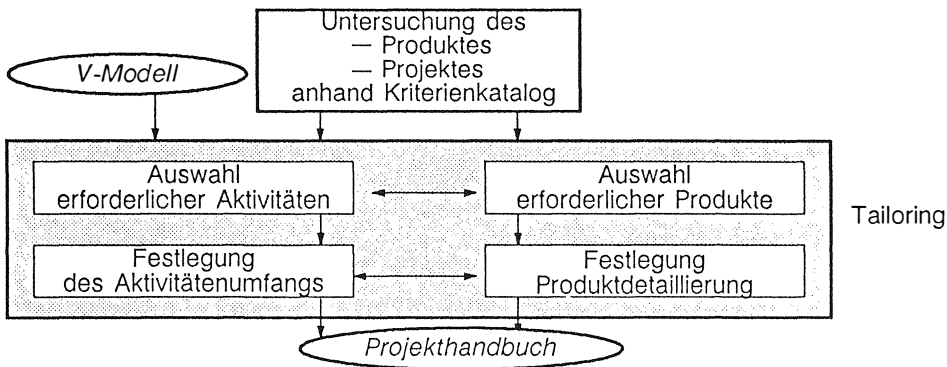 Untersuchung des
— Produktes
— Projektes
anhand Kriterienkatalog
V-Modell
Auswahl
erforderlicher Aktivitäten
Auswahl
erforderlicher Produkte
Tailoring
Festlegung
des Aktivitätenumfangs
Festlegung
Produktdetaillierung
Projekthandbuch